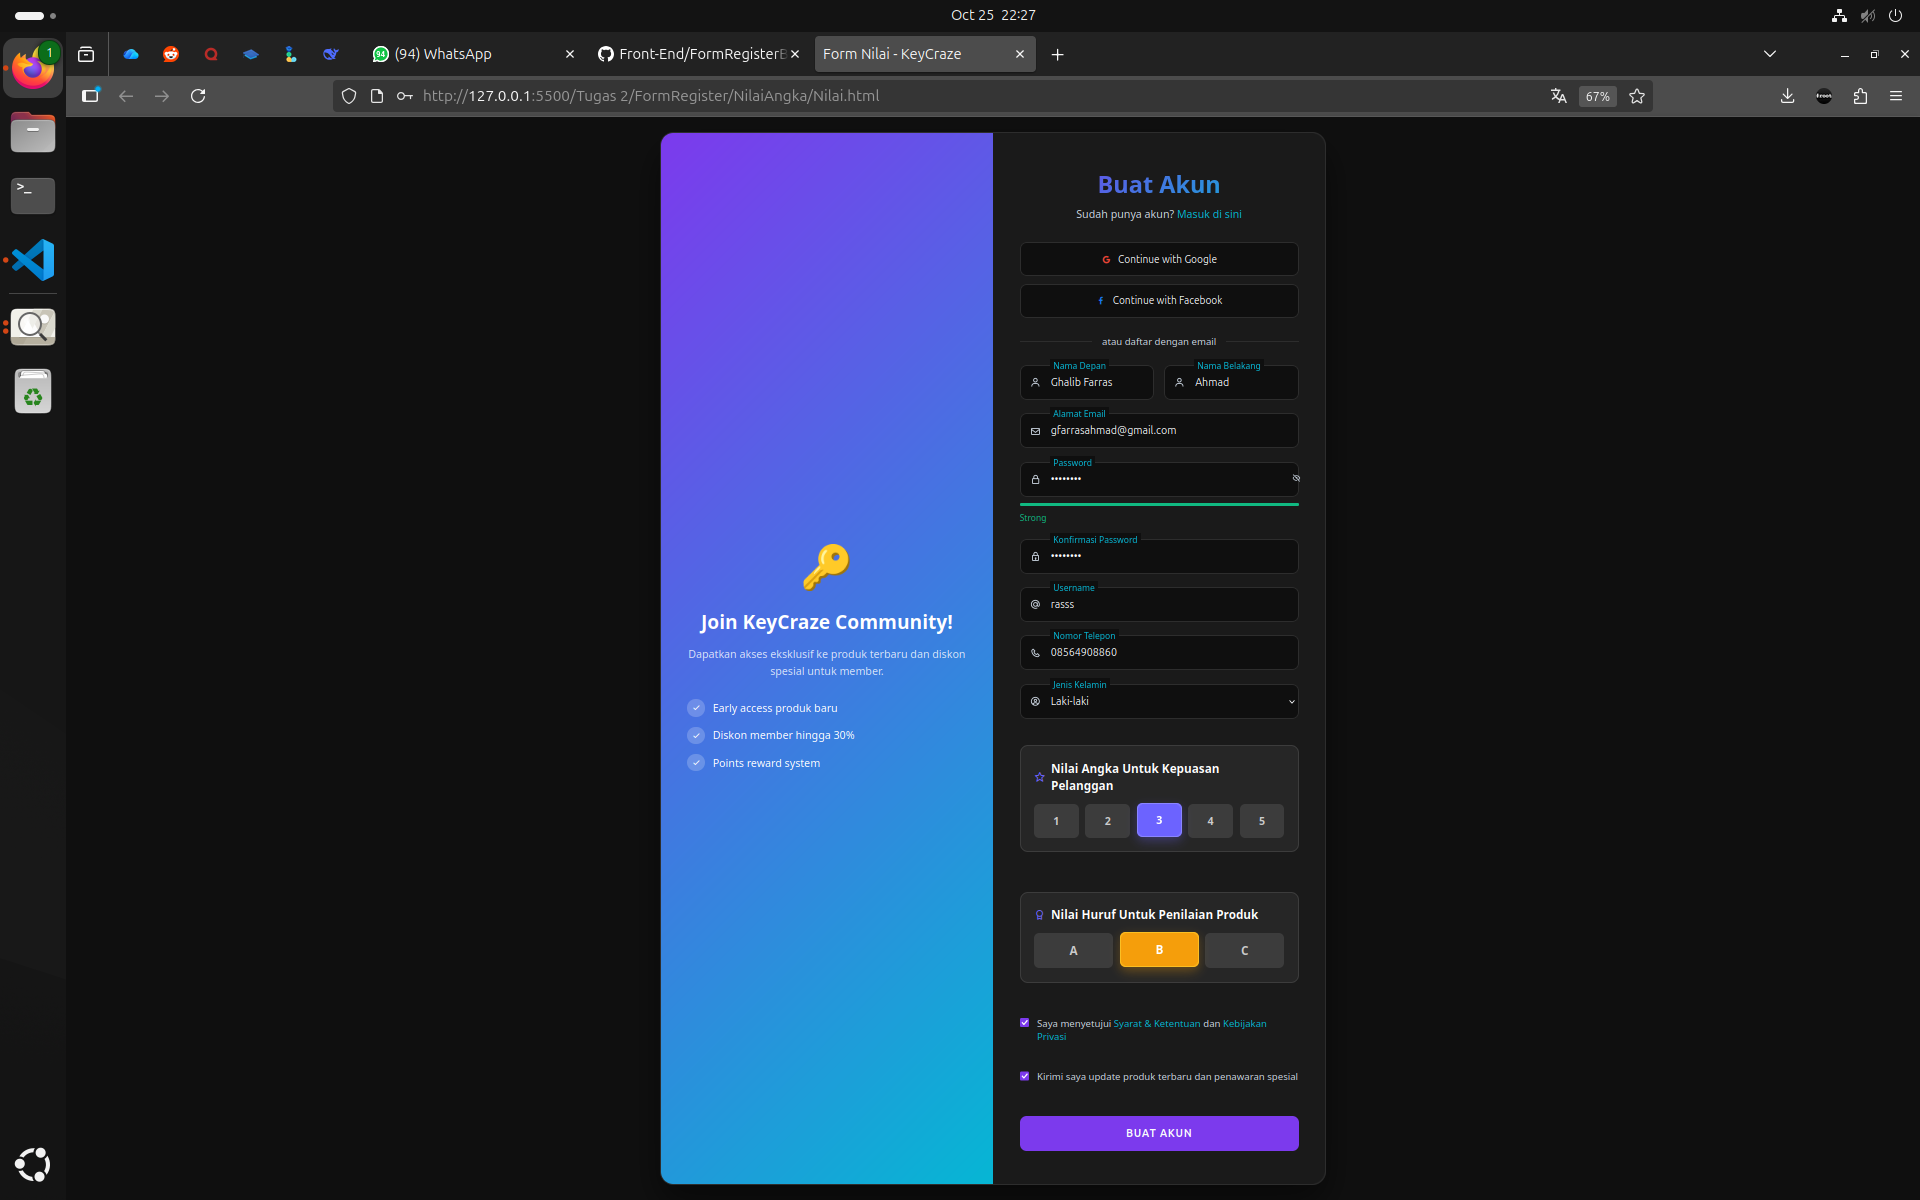 Oct 25 22:27
1
94
(94) WhatsApp
Front-End/FormRegisterB
Form Nilai - KeyCraze
http://127.0.0.1:5500/Tugas 2/FormRegister/NilaiAngka/Nilai.html
67%
>_
Buat Akun
Sudah punya akun? Masuk di sini
G Continue with Google
f Continue with Facebook
atau daftar dengan email
Nama Depan
Ghalib Farras
Nama Belakang
Ahmad
Alamat Email
gfarrasahmad@gmail.com
Password
••••••••
Strong
Konfirmasi Password
••••••••
Username
@ rasss
Nomor Telepon
08564908860
Jenis Kelamin
Laki-laki
Nilai Angka Untuk Kepuasan
Pelanggan
1 2 3 4 5
Nilai Huruf Untuk Penilaian Produk
A B C
Saya menyetujui Syarat & Ketentuan dan Kebijakan
Privasi
Kirimi saya update produk terbaru dan penawaran spesial
BUAT AKUN
Join KeyCraze Community!
Dapatkan akses eksklusif ke produk terbaru dan diskon
spesial untuk member.
Early access produk baru
Diskon member hingga 30%
Points reward system